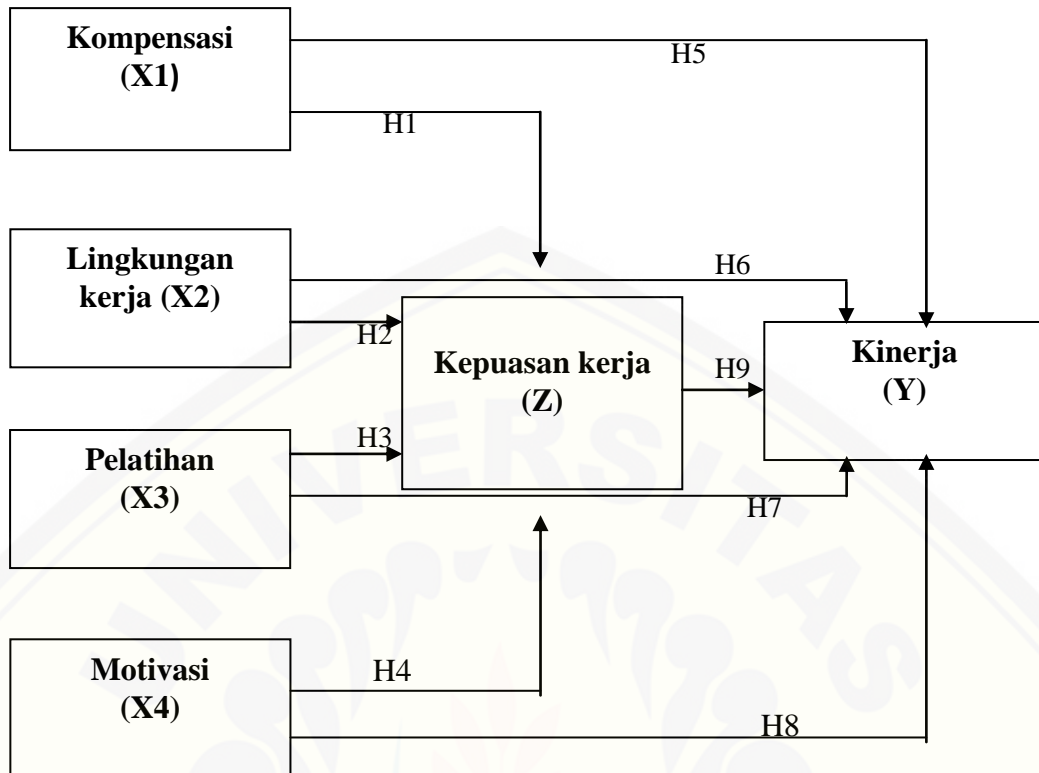 Kompensasi
(X1)
H5
H1
Lingkungan
kerja (X2)
H6
H2
Kepuasan kerja
(Z)
H9
Kinerja
(Y)
H3
Pelatihan
(X3)
H7
Motivasi
(X4)
H4
H8
UNIVERSITAS